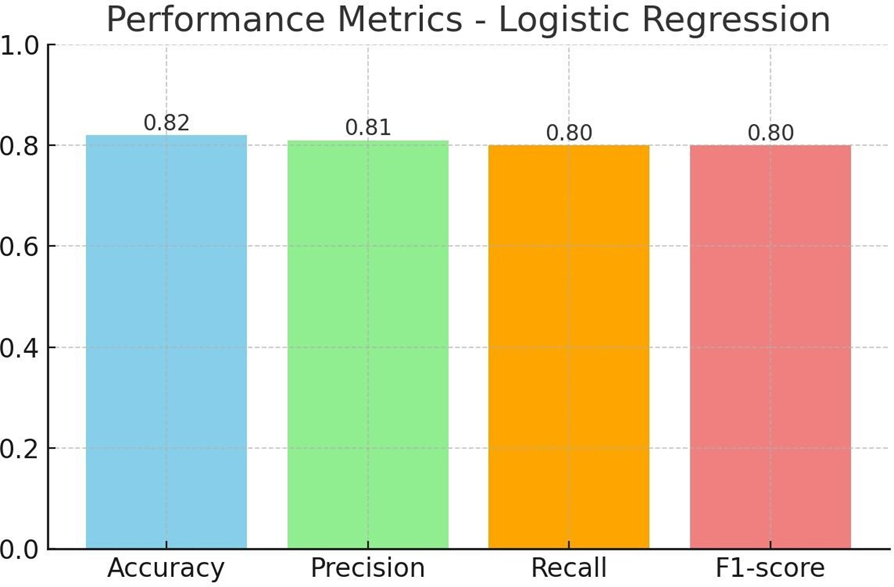 Performance Metrics - Logistic Regression
1.0
0.8
0.6
0.4
0.2
0.0
0.82
0.81
0.80
0.80
Accuracy
Precision
Recall
F1-score